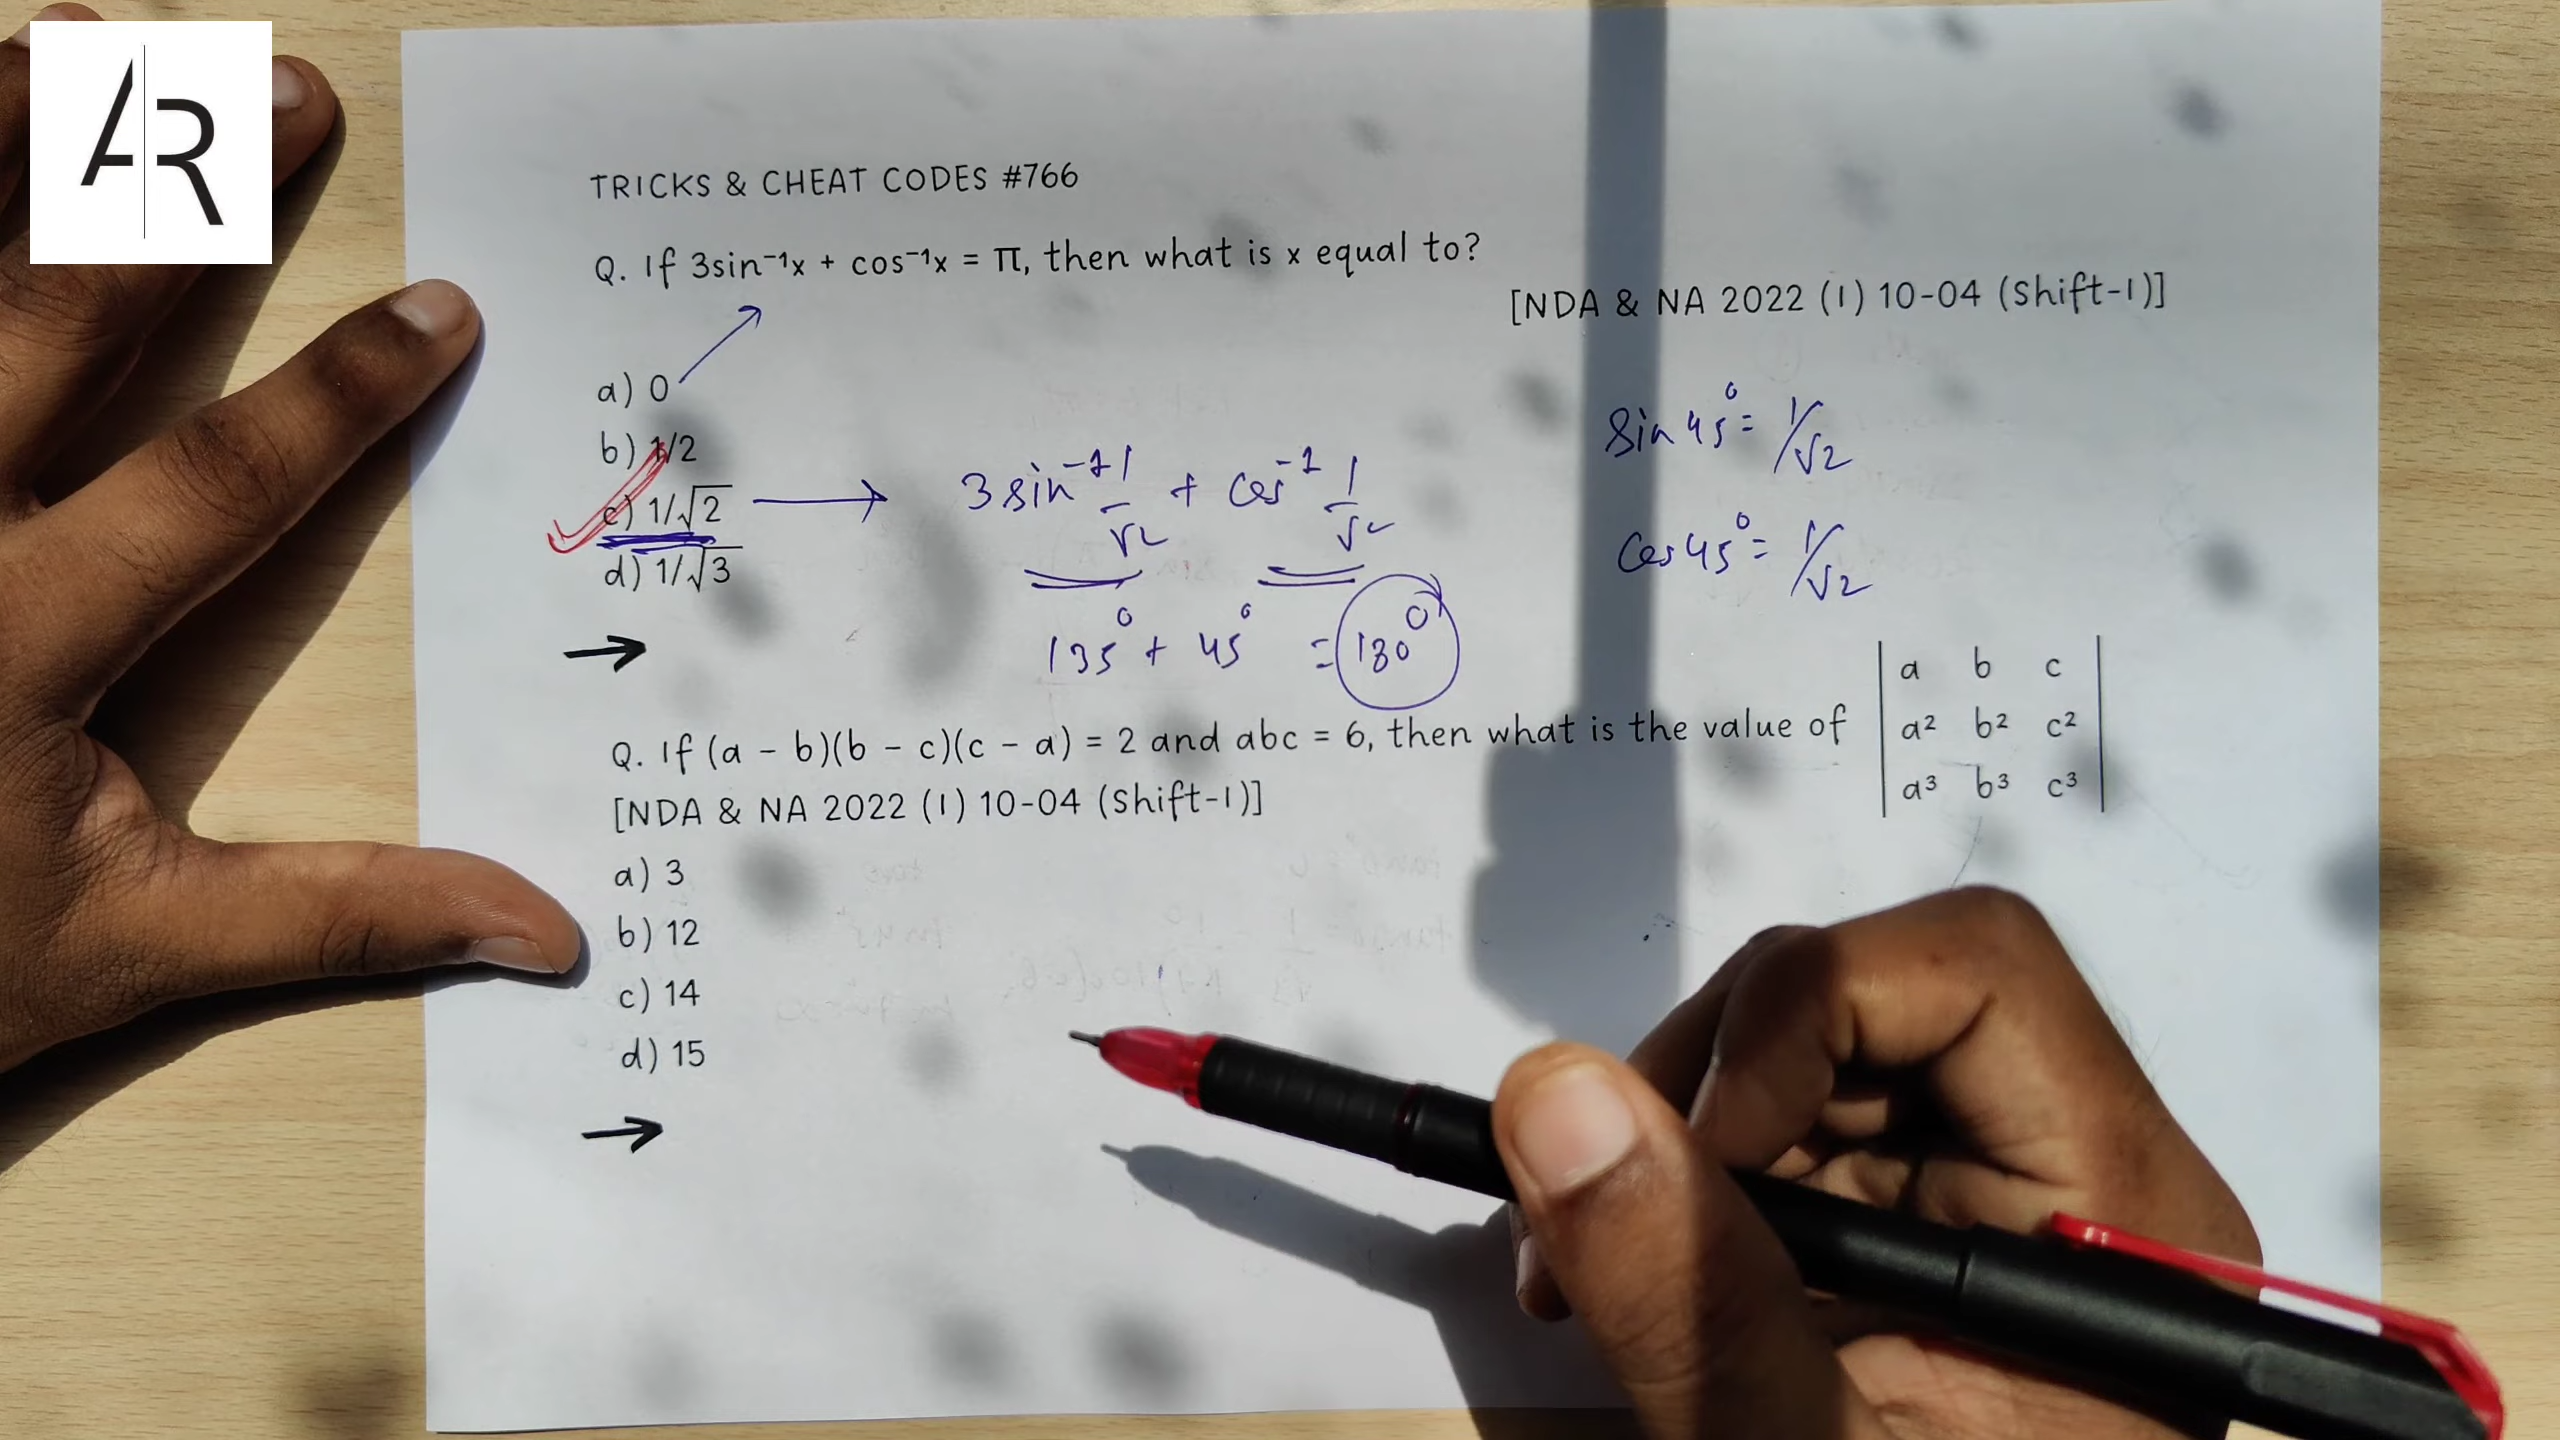 AR
TRICKS & CHEAT CODES #766
Q. If 3sin⁻¹x + cos⁻¹x = π, then what is x equal to?
[NDA & NA 2022 (1) 10-04 (Shift-1)]
a) 0
b) 1/2
c) 1/√2
d) 1/√3
3 sin⁻¹ 1/√2 + cos⁻¹ 1/√2
135° + 45° = 180°
sin 45° = 1/√2
cos 45° = 1/√2
Q. If (a - b)(b - c)(c - a) = 2 and abc = 6, then what is the value of
a b c
a² b² c²
a³ b³ c³
[NDA & NA 2022 (1) 10-04 (Shift-1)]
a) 3
b) 12
c) 14
d) 15